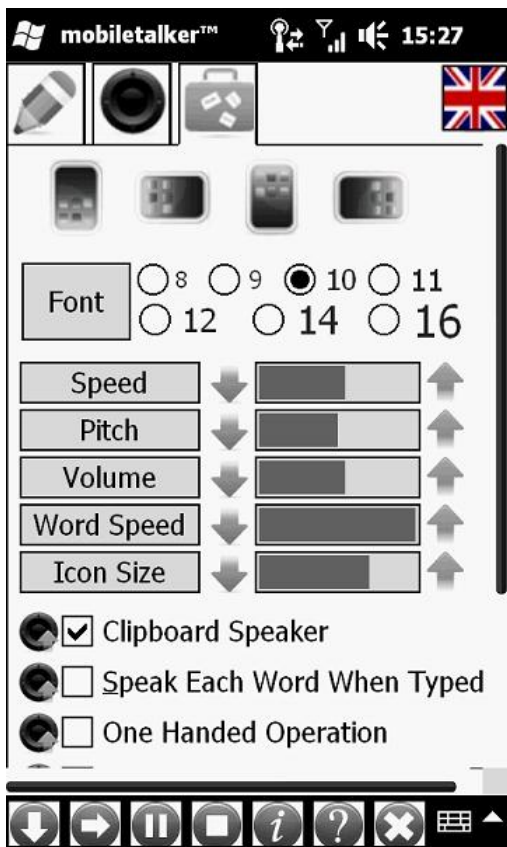 mobiletalker™ 15:27
Font 8 9 10 11
12 14 16
Speed
Pitch
Volume
Word Speed
Icon Size
Clipboard Speaker
Speak Each Word When Typed
One Handed Operation
i ?